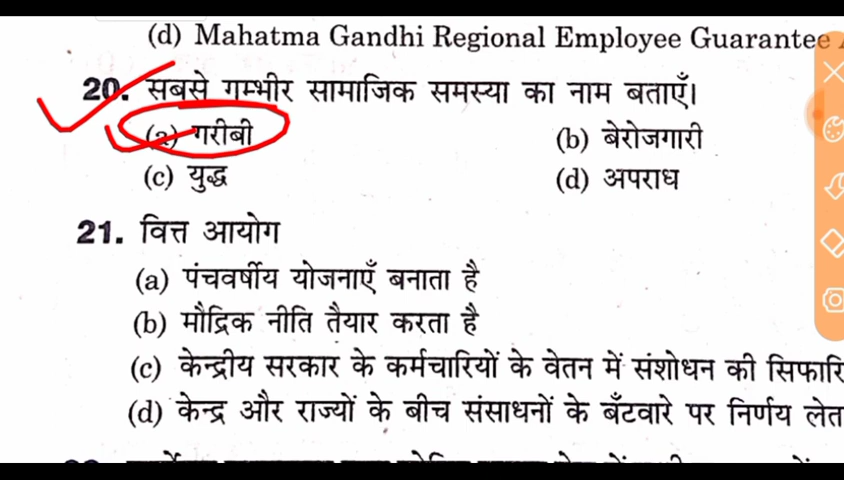 (d) Mahatma Gandhi Regional Employee Guarantee
20. सबसे गम्भीर सामाजिक समस्या का नाम बताएँ।
(a) गरीबी (b) बेरोजगारी
(c) युद्ध (d) अपराध
21. वित्त आयोग
(a) पंचवर्षीय योजनाएँ बनाता है
(b) मौद्रिक नीति तैयार करता है
(c) केन्द्रीय सरकार के कर्मचारियों के वेतन में संशोधन की सिफारि
(d) केन्द्र और राज्यों के बीच संसाधनों के बँटवारे पर निर्णय लेत